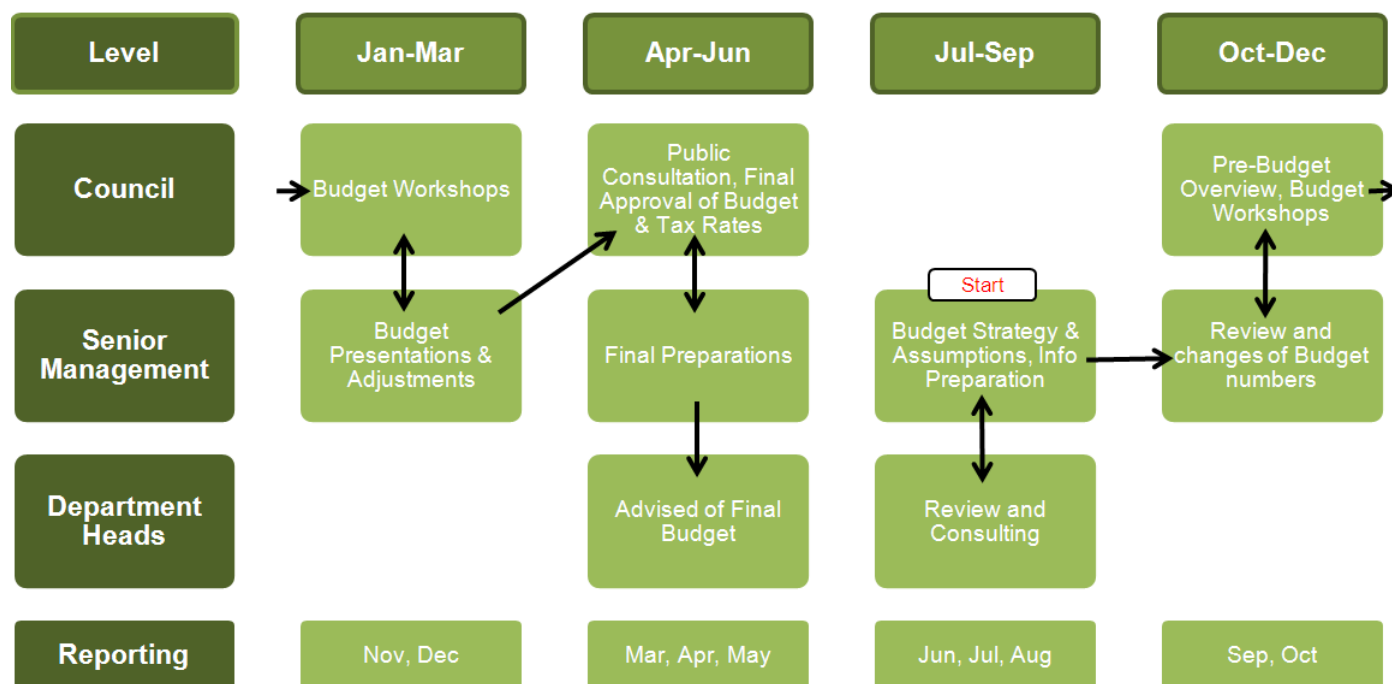 Level
Jan-Mar
Apr-Jun
Jul-Sep
Oct-Dec
Council
Budget Workshops
Public
Consultation, Final
Approval of Budget
& Tax Rates
Pre-Budget
Overview, Budget
Workshops
Senior
Management
Budget
Presentations &
Adjustments
Final Preparations
Start
Budget Strategy &
Assumptions, Info
Preparation
Review and
changes of Budget
numbers
Department
Heads
Advised of Final
Budget
Review and
Consulting
Reporting
Nov, Dec
Mar, Apr, May
Jun, Jul, Aug
Sep, Oct